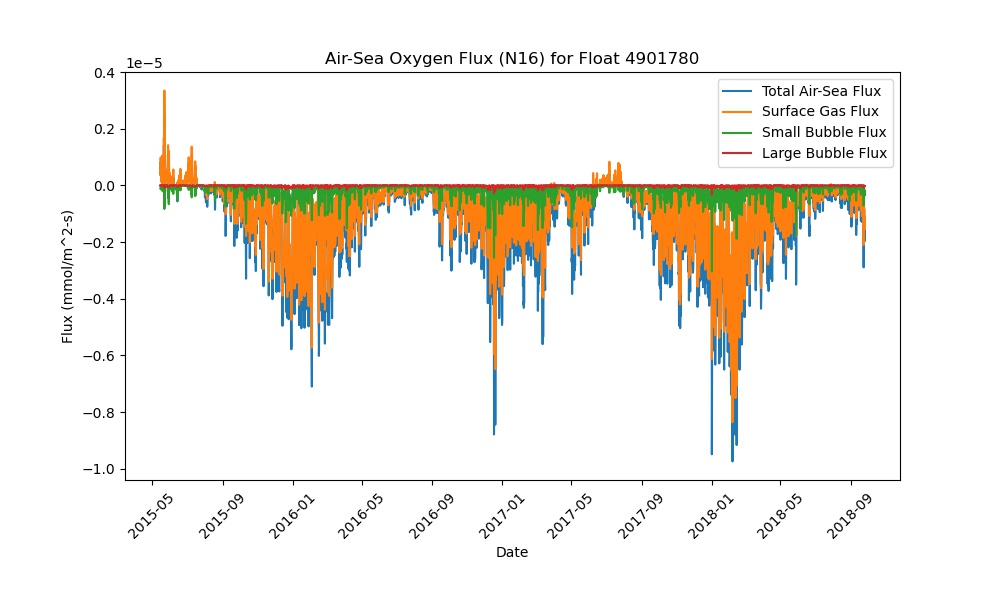 Air-Sea Oxygen Flux (N16) for Float 4901780
1e−5
Total Air-Sea Flux
Surface Gas Flux
Small Bubble Flux
Large Bubble Flux
0.4
0.2
0.0
−0.2
−0.4
−0.6
−0.8
−1.0
Flux (mmol/m^2-s)
2015-05
2015-09
2016-01
2016-05
2016-09
2017-01
2017-05
2017-09
2018-01
2018-05
2018-09
Date